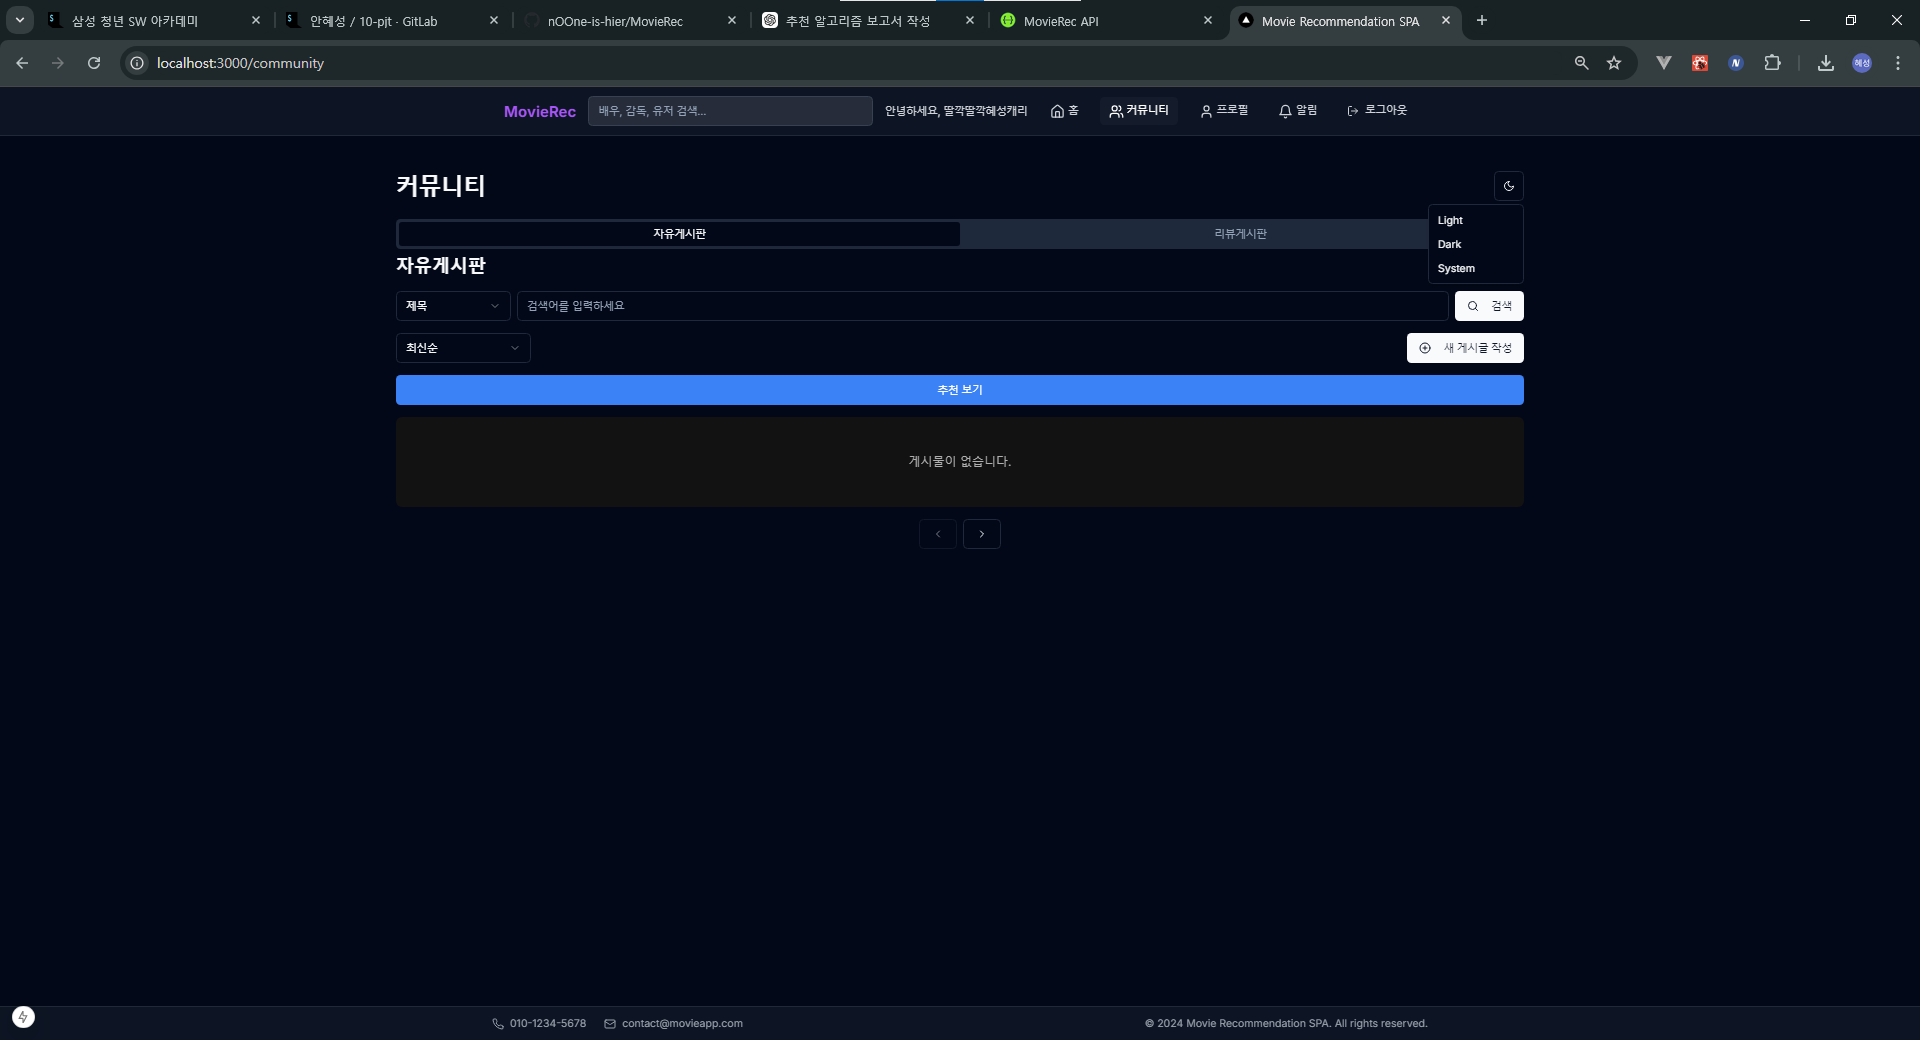 삼성 청년 SW 아카데미
안혜성 / 10-pjt · GitLab
nOOne-is-hier/MovieRec
추천 알고리즘 보고서 작성
MovieRec API
Movie Recommendation SPA
localhost:3000/community
혜성
MovieRec
배우, 감독, 유저 검색...
안녕하세요, 딸깍딸깍혜성캐리
홈
커뮤니티
프로필
알림
로그아웃
커뮤니티
Light
Dark
System
자유게시판
리뷰게시판
자유게시판
제목
검색어를 입력하세요
검색
최신순
새 게시글 작성
추천 보기
게시물이 없습니다.
010-1234-5678
contact@movieapp.com
© 2024 Movie Recommendation SPA. All rights reserved.